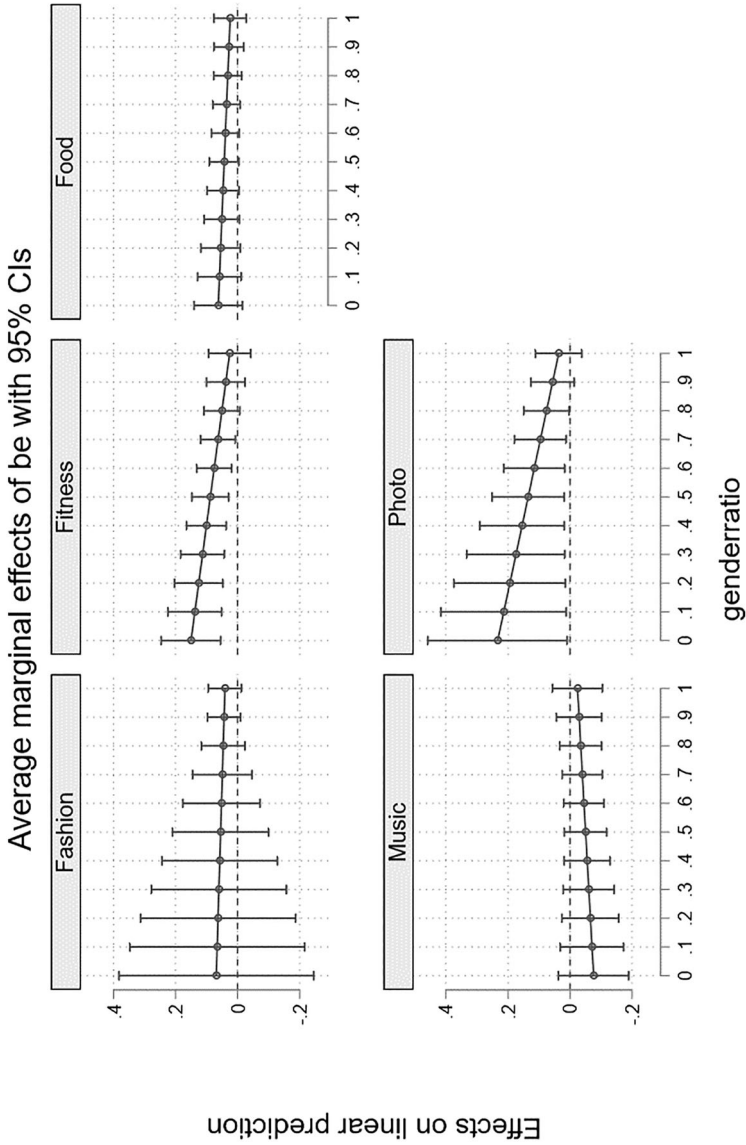 Average marginal effects of be with 95% CIs
Fashion
Fitness
Food
.4
.2
0
-.2
0 .1 .2 .3 .4 .5 .6 .7 .8 .9 1
Music
Photo
.4
.2
0
-.2
0 .1 .2 .3 .4 .5 .6 .7 .8 .9 1
0 .1 .2 .3 .4 .5 .6 .7 .8 .9 1
Effects on linear prediction
genderratio